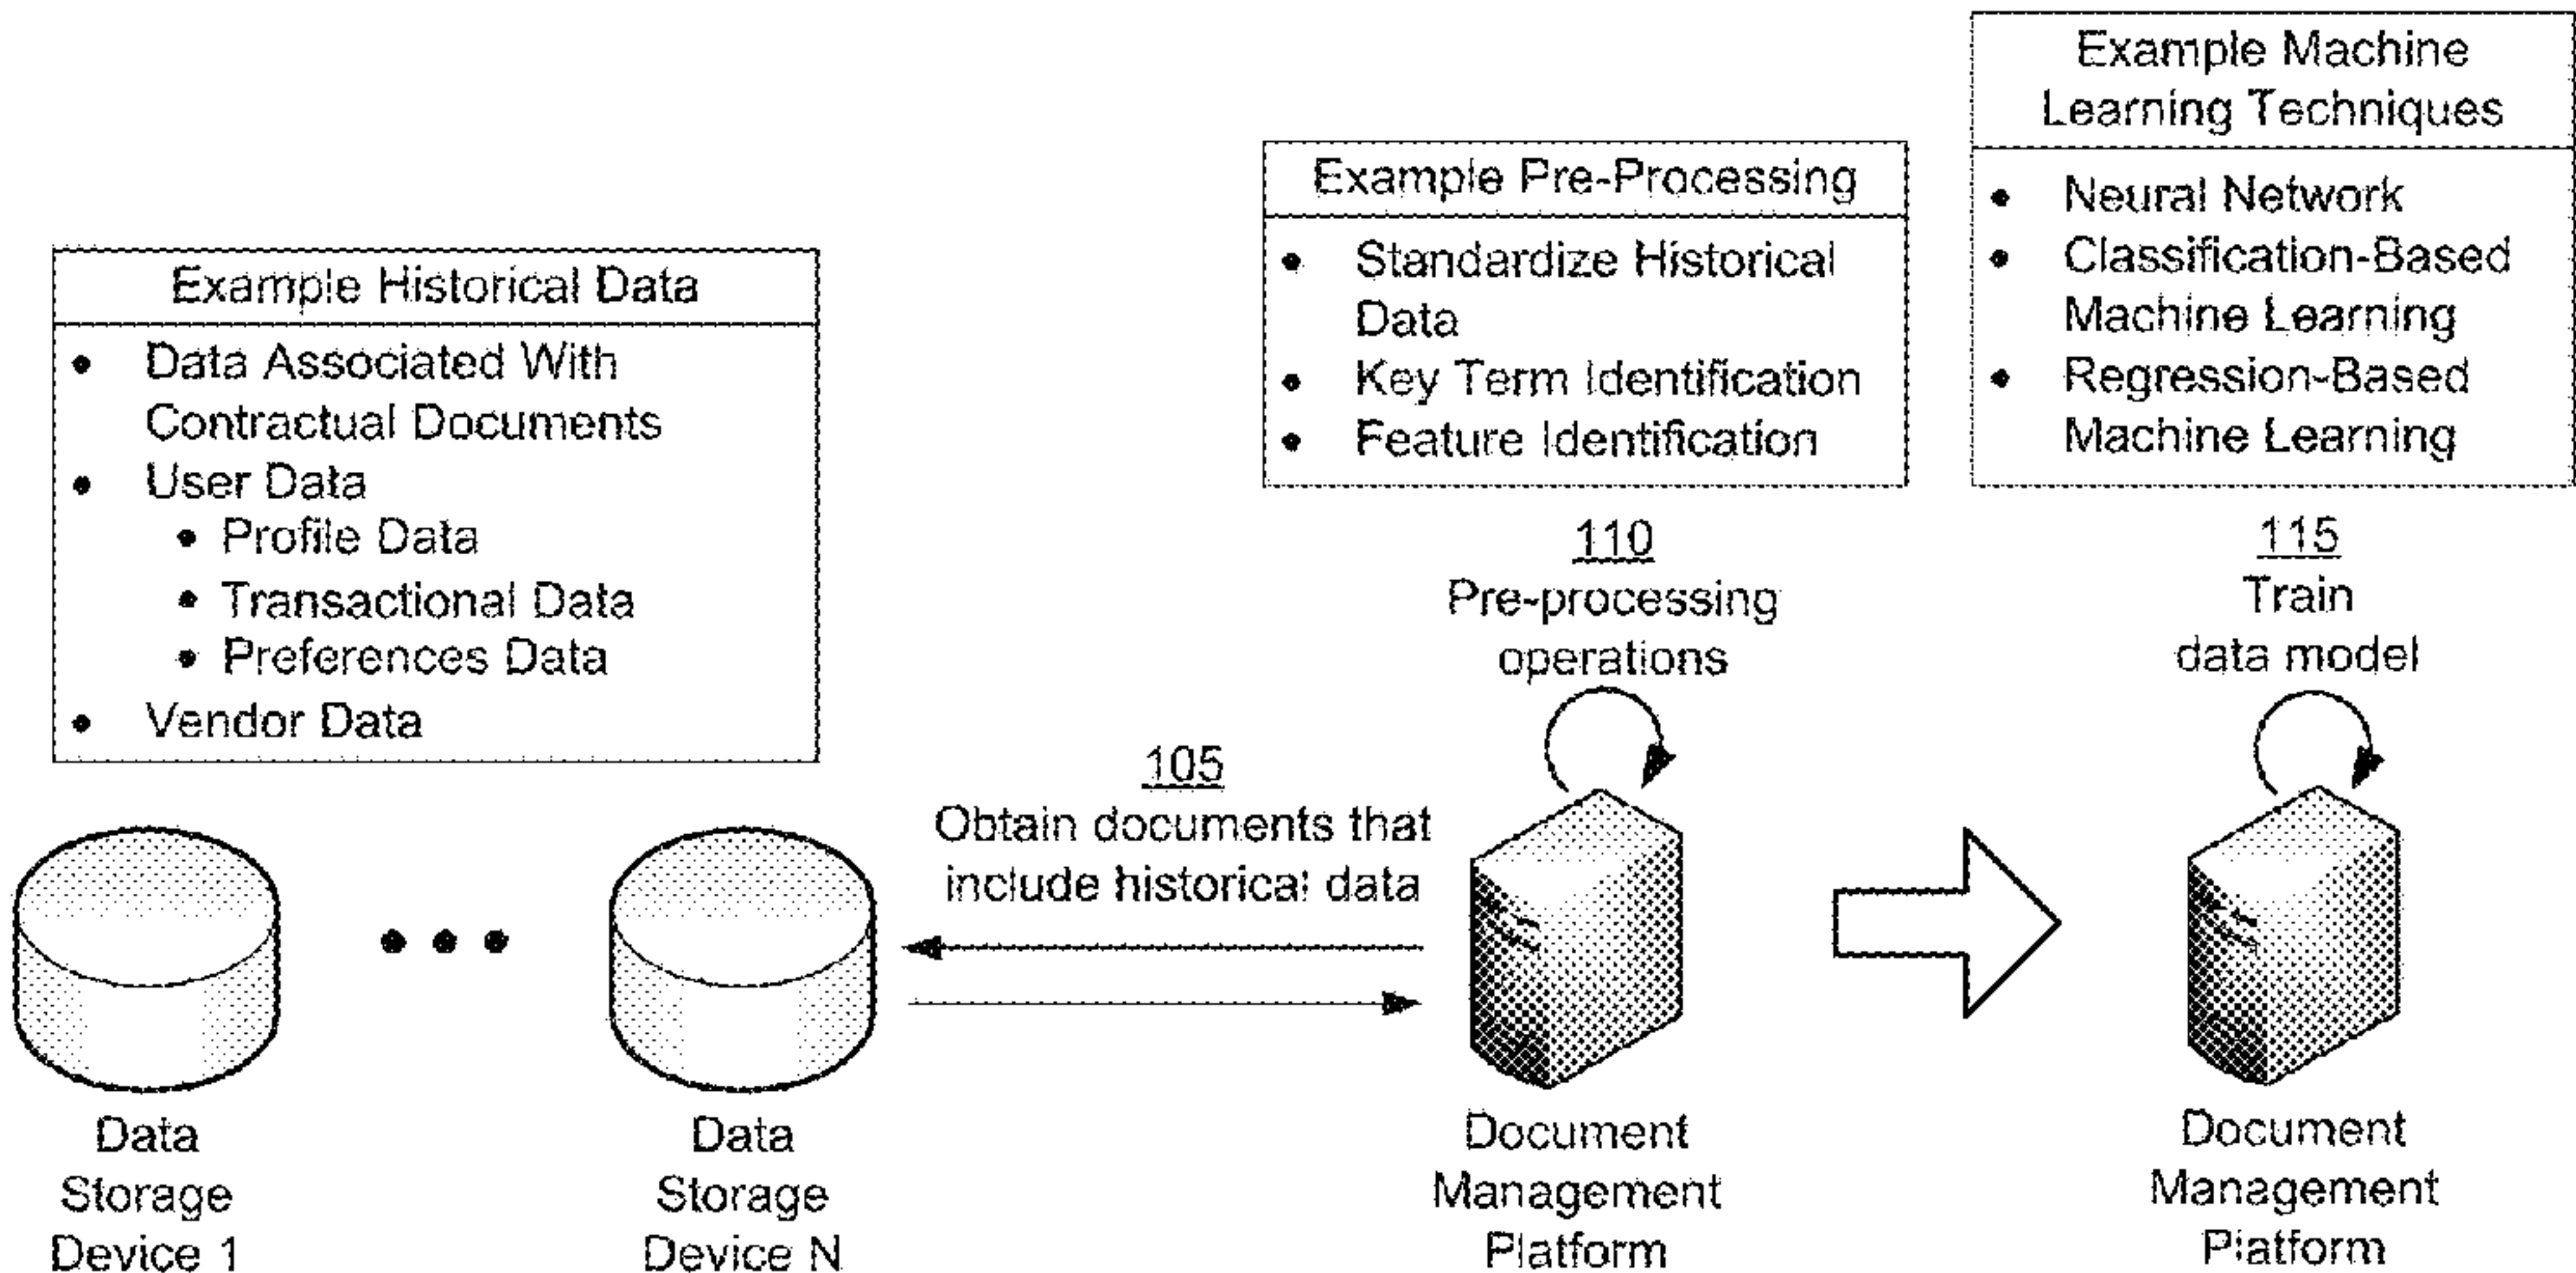 Example Historical Data
• Data Associated With
Contractual Documents
• User Data
• Profile Data
• Transactional Data
• Preferences Data
• Vendor Data
Data
Storage
Device 1
Data
Storage
Device N
105
Obtain documents that
include historical data
Example Pre-Processing
• Standardize Historical
Data
• Key Term Identification
• Feature Identification
110
Pre-processing
operations
Document
Management
Platform
Example Machine
Learning Techniques
• Neural Network
• Classification-Based
Machine Learning
• Regression-Based
Machine Learning
115
Train
data model
Document
Management
Platform